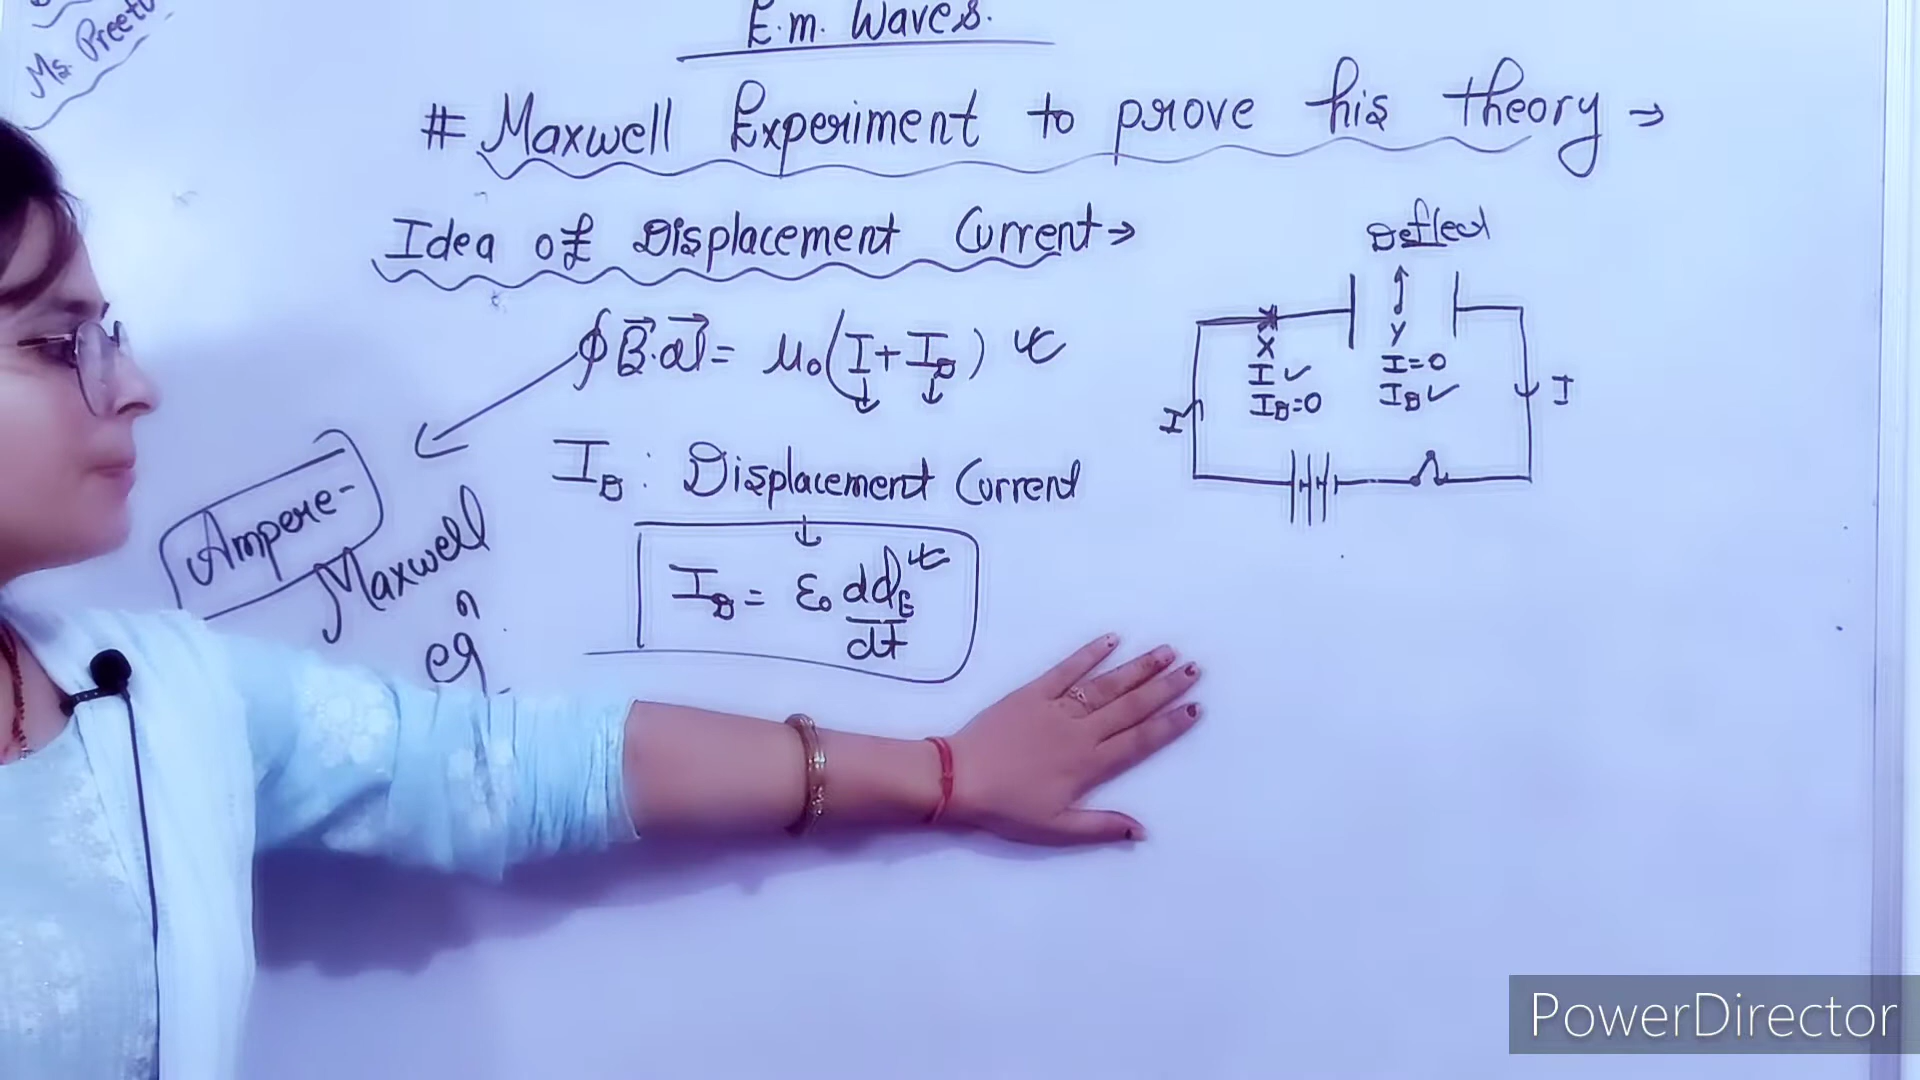 Ms. Preeti
E.m. Waves.
# Maxwell Experiment to prove his theory →
Idea of Displacement Current →
∮B⃗.dl⃗ = μ₀(I + I_D)
I_D : Displacement Current
I_D = ε₀ dϕ_E/dt
Ampere-
Maxwell
eqⁿ
Deflect
X
I ✓
I_D=0
Y
I=0
I_D ✓
I
I
PowerDirector